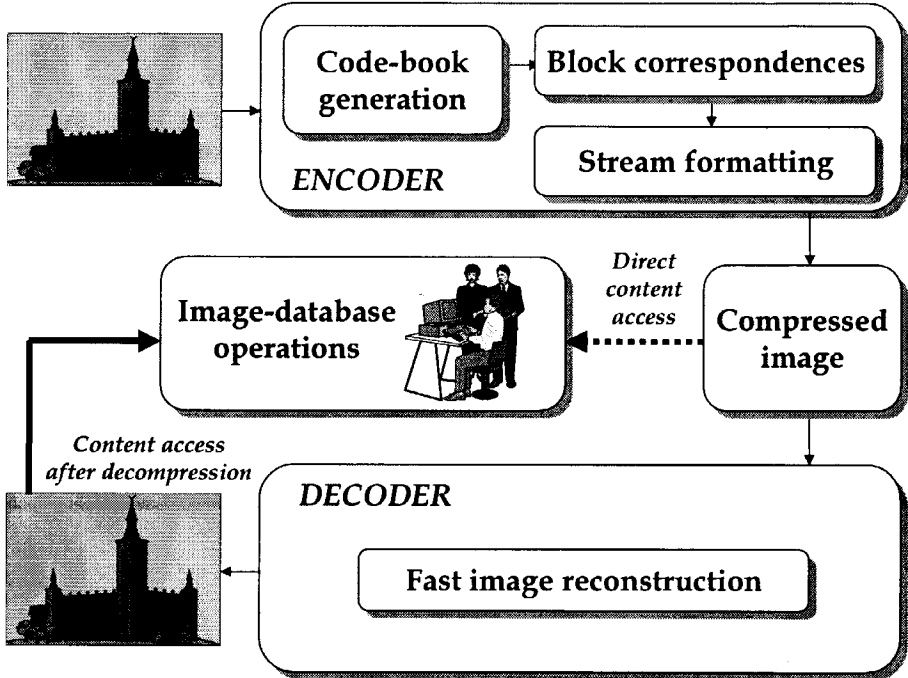 Code-book
generation
Block correspondences
Stream formatting
ENCODER
Direct
content
access
Image-database
operations
Compressed
image
Content access
after decompression
DECODER
Fast image reconstruction